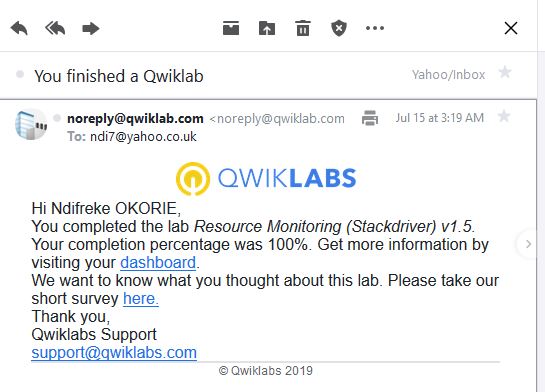 You finished a Qwiklab
Yahoo/Inbox
noreply@qwiklab.com <noreply@qwiklab.com
Jul 15 at 3:19 AM
To: ndi7@yahoo.co.uk
QWIKLABS
Hi Ndifreke OKORIE,
You completed the lab Resource Monitoring (Stackdriver) v1.5.
Your completion percentage was 100%. Get more information by
visiting your dashboard.
We want to know what you thought about this lab. Please take our
short survey here.
Thank you,
Qwiklabs Support
support@qwiklabs.com
© Qwiklabs 2019